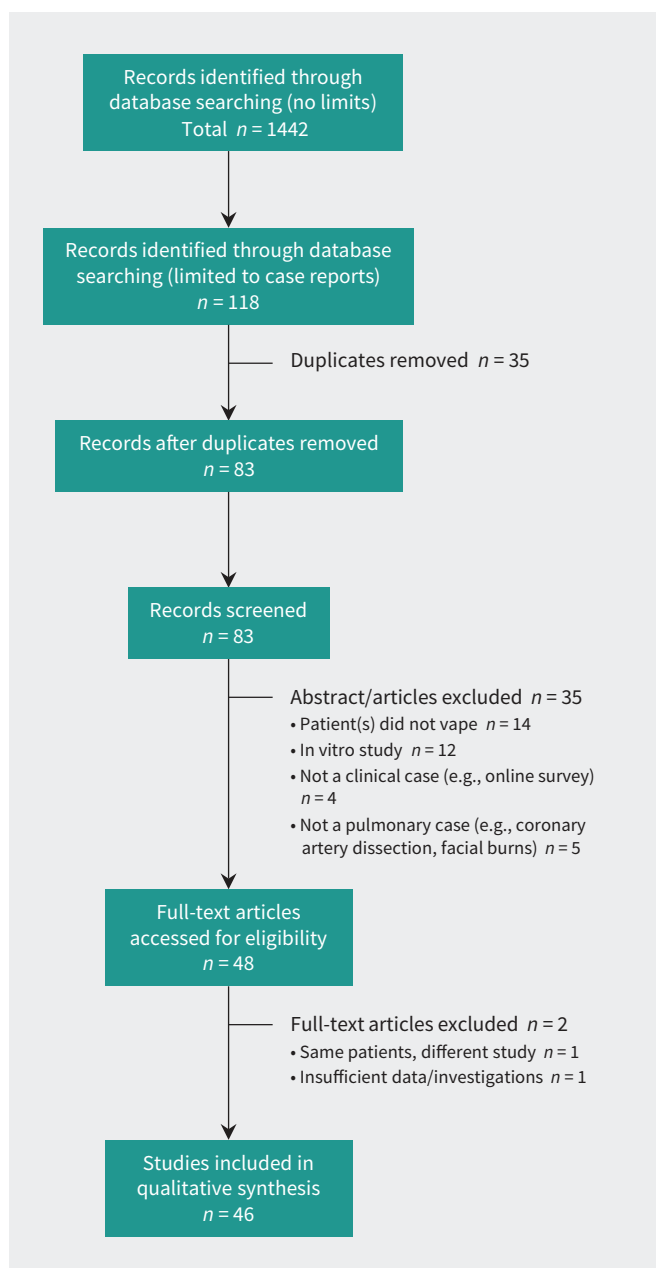 Records identified through
database searching (no limits)
Total n = 1442
Records identified through database
searching (limited to case reports)
n = 118
Duplicates removed n = 35
Records after duplicates removed
n = 83
Records screened
n = 83
Abstract/articles excluded n = 35
• Patient(s) did not vape n = 14
• In vitro study n = 12
• Not a clinical case (e.g., online survey)
n = 4
• Not a pulmonary case (e.g., coronary
artery dissection, facial burns) n = 5
Full-text articles
accessed for eligibility
n = 48
Full-text articles excluded n = 2
• Same patients, different study n = 1
• Insufficient data/investigations n = 1
Studies included in
qualitative synthesis
n = 46